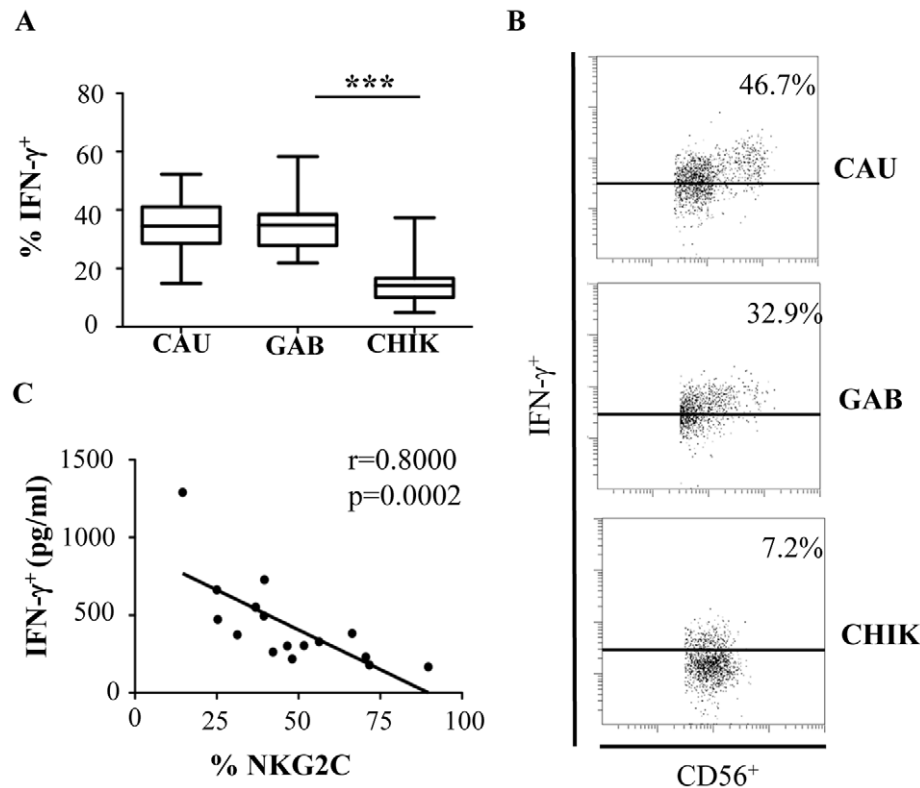 A
% IFN-γ+
80
60
40
20
0
***
CAU GAB CHIK
B
IFN-γ+
46.7%
CAU
32.9%
GAB
7.2%
CHIK
CD56+
C
IFN-γ+ (pg/ml)
1500
1000
500
0
r=0.8000
p=0.0002
0 25 50 75 100
% NKG2C